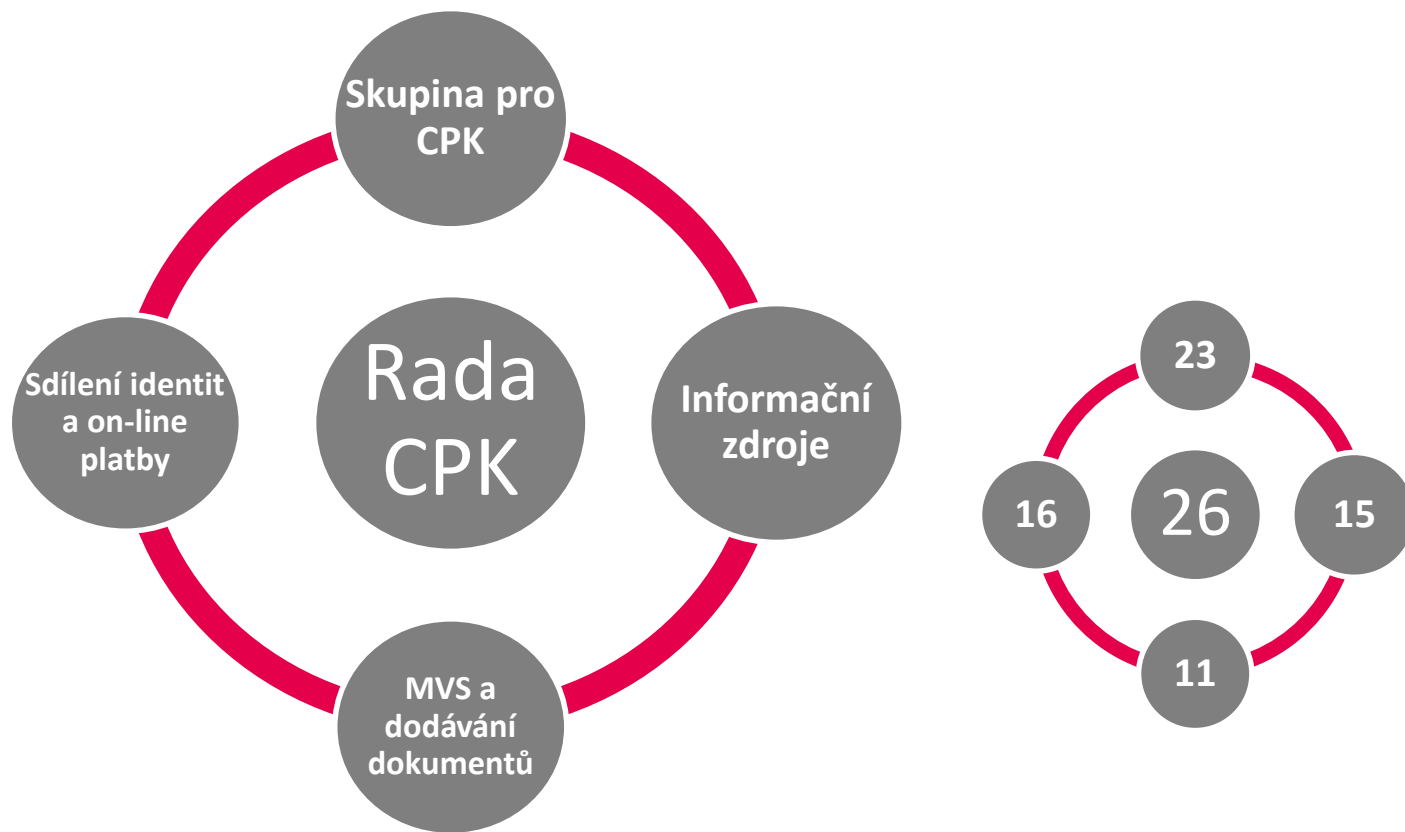 Skupina pro
CPK
Sdílení identit
a on-line
platby
Rada
CPK
Informační
zdroje
MVS a
dodávání
dokumentů
23
16
26
15
11